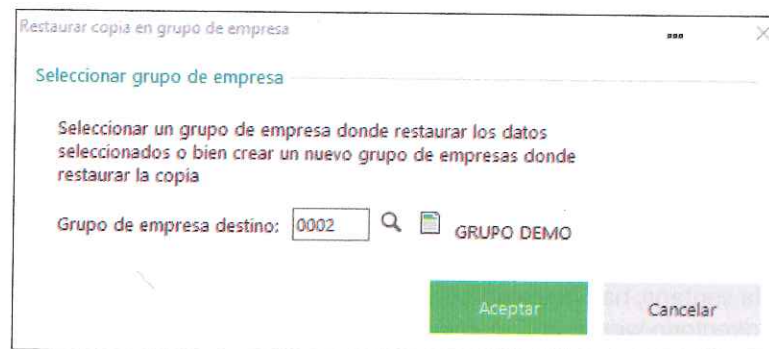 Restaurar copia en grupo de empresa
Seleccionar grupo de empresa
Seleccionar un grupo de empresa donde restaurar los datos
seleccionados o bien crear un nuevo grupo de empresas donde
restaurar la copia
Grupo de empresa destino: 0002 GRUPO DEMO
Aceptar Cancelar